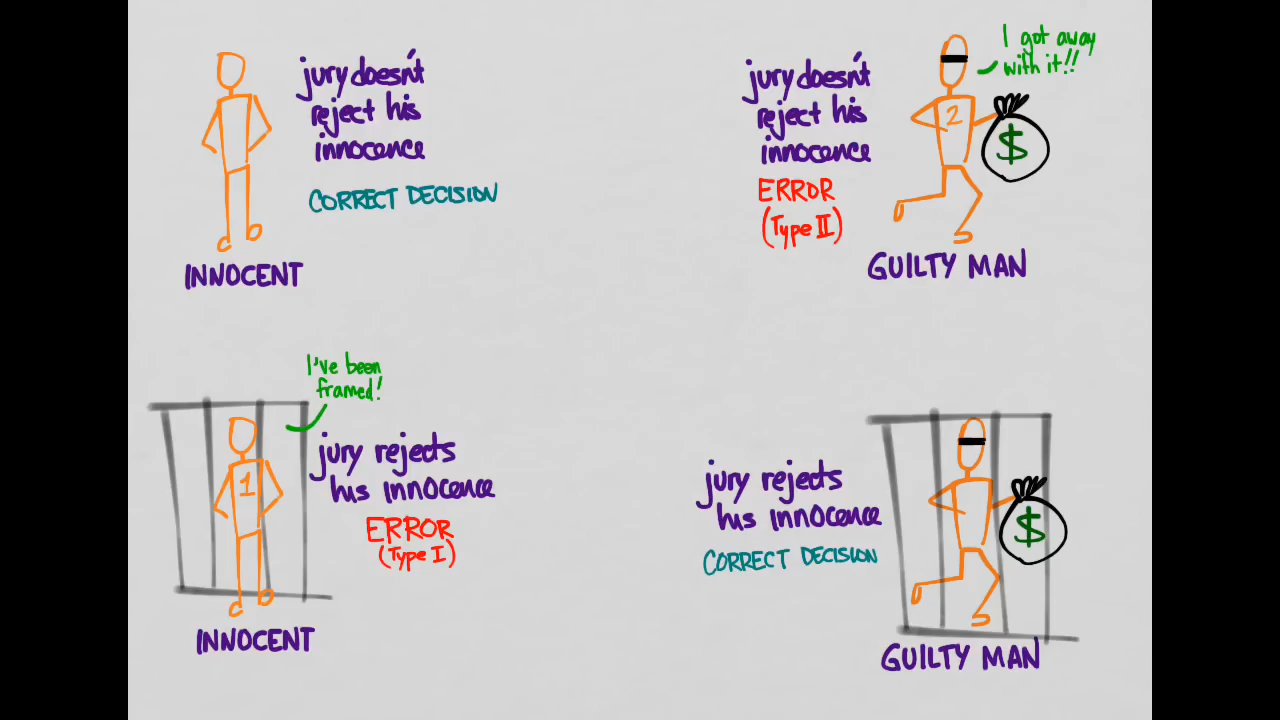 jury doesn't
reject his
innocence
CORRECT DECISION
INNOCENT
I got away
with it!!
jury doesn't
reject his
innocence
ERROR
(Type II)
2
$
GUILTY MAN
I've been
framed!
jury rejects
his innocence
ERROR
(Type I)
1
INNOCENT
jury rejects
his innocence
CORRECT DECISION
$
GUILTY MAN